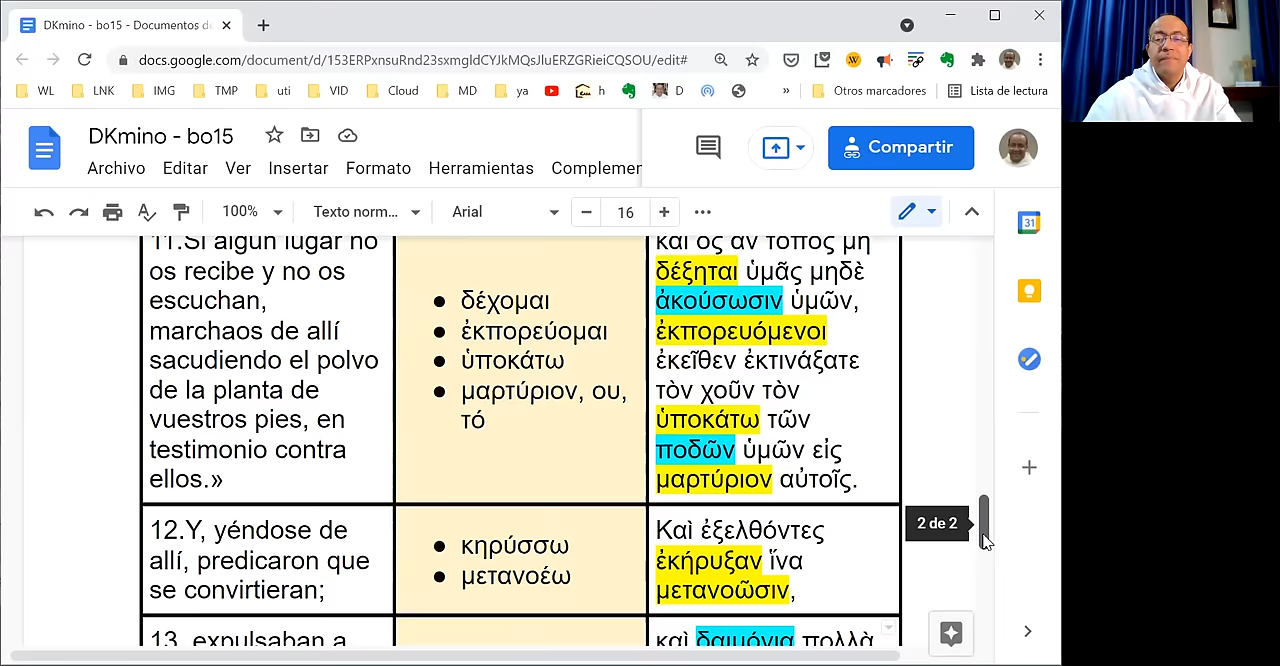 DKmino - bo15 - Documentos de
docs.google.com/document/d/153ERPxnsuRnd23sxmgJdCYJkMQsJluERZGRieiCQSOU/edit#
WL LNK IMG TMP uti VID Cloud MD ya h D » Otros marcadores Lista de lectura
DKmino - bo15
Archivo Editar Ver Insertar Formato Herramientas Complemen
Compartir
100% Texto norm... Arial 16
31
11.Si algún lugar no
os recibe y no os
escuchan,
marchaos de allí
sacudiendo el polvo
de la planta de
vuestros pies, en
testimonio contra
ellos.»
● δέχομαι
● ἐκπορεύομαι
● ὑποκάτω
● μαρτύριον, ου,
τό
καὶ ὃς ἂν τόπος μὴ
δέξηται ὑμᾶς μηδὲ
ἀκούσωσιν ὑμῶν,
ἐκπορευόμενοι
ἐκεῖθεν ἐκτινάξατε
τὸν χοῦν τὸν
ὑποκάτω τῶν
ποδῶν ὑμῶν εἰς
μαρτύριον αὐτοῖς.
2 de 2
12.Y, yéndose de
allí, predicaron que
se convirtieran;
● κηρύσσω
● μετανοέω
Καὶ ἐξελθόντες
ἐκήρυξαν ἵνα
μετανοῶσιν,
13. expulsaban a
καὶ δαιμόνια πολλὰ